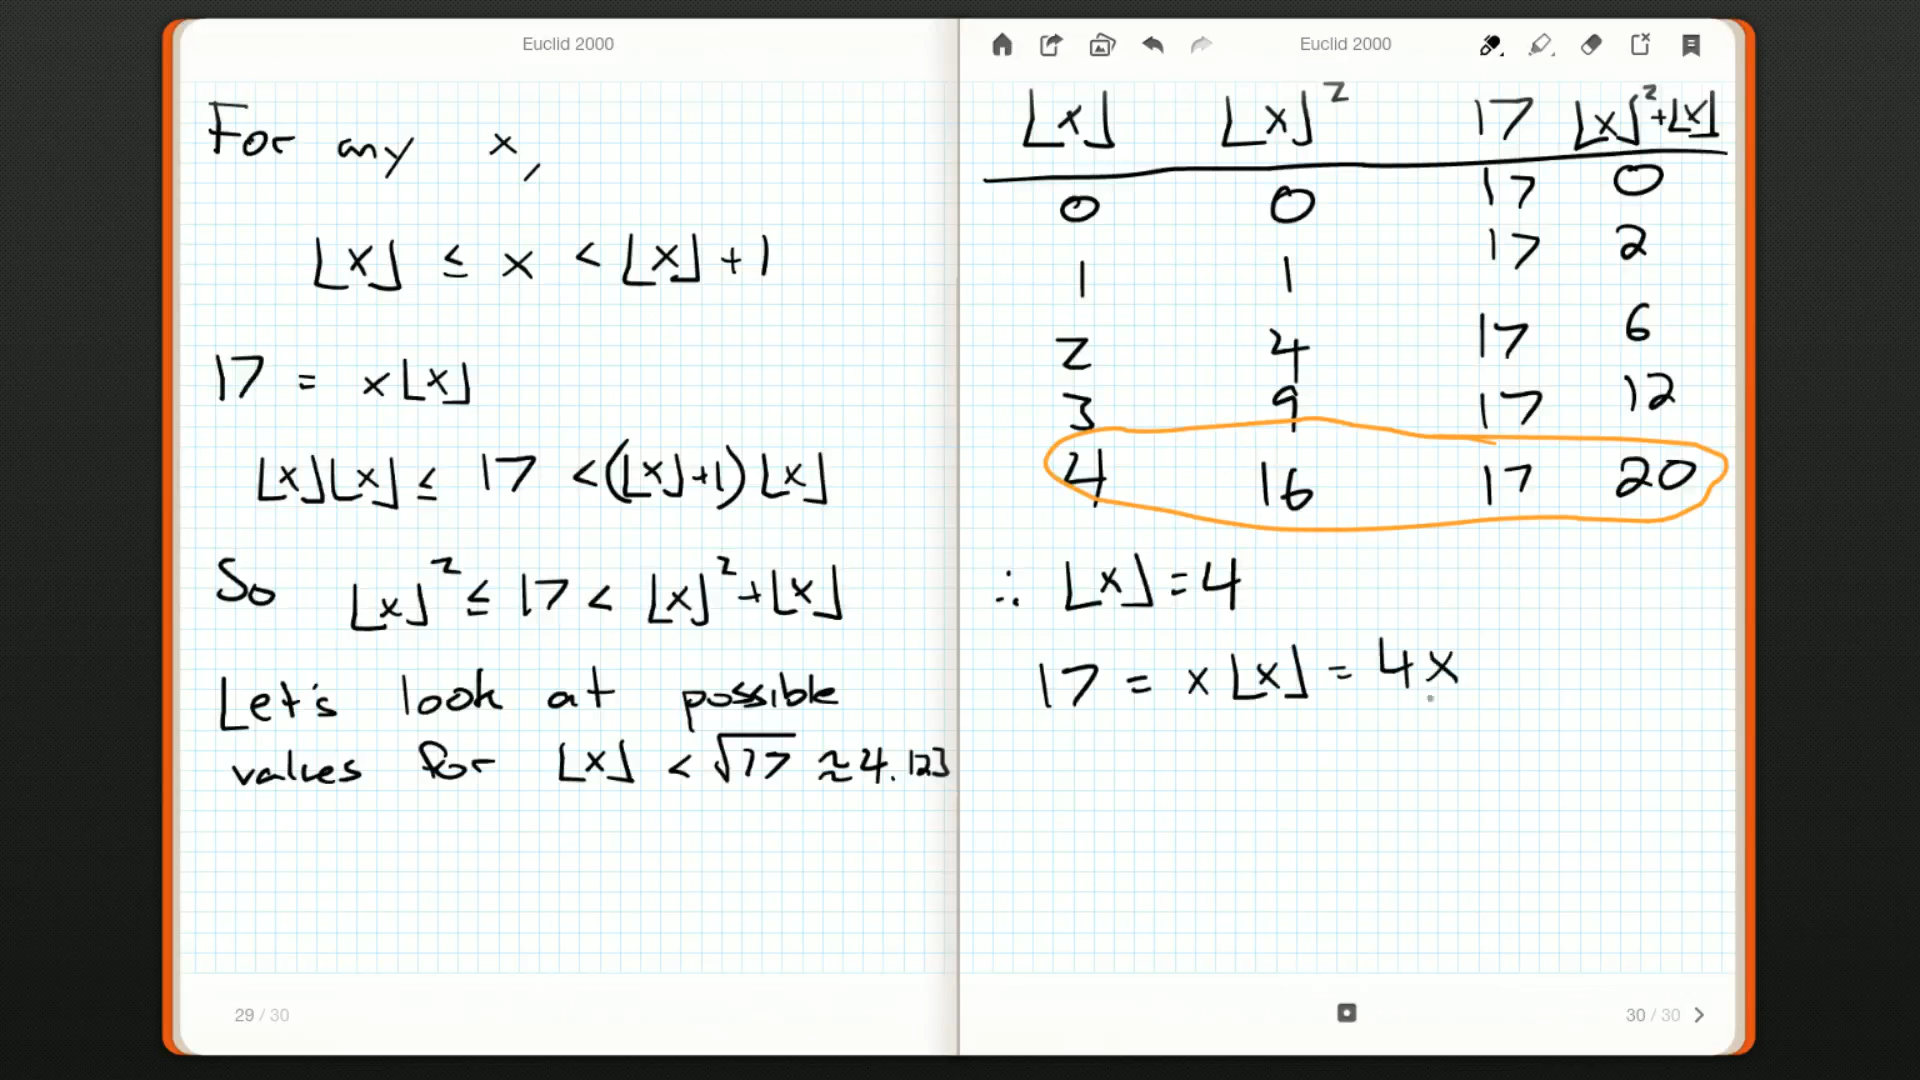 Euclid 2000
For any x,
⌊x⌋ ≤ x < ⌊x⌋ + 1
17 = x⌊x⌋
⌊x⌋⌊x⌋ ≤ 17 < (⌊x⌋+1)⌊x⌋
So ⌊x⌋² ≤ 17 < ⌊x⌋² + ⌊x⌋
Let's look at possible
values for ⌊x⌋ < √17 ≈ 4.123
29 / 30
Euclid 2000
⌊x⌋ ⌊x⌋² 17 ⌊x⌋²+⌊x⌋
0 0 17 0
1 1 17 2
2 4 17 6
3 9 17 12
4 16 17 20
∴ ⌊x⌋ = 4
17 = x⌊x⌋ = 4x
30 / 30